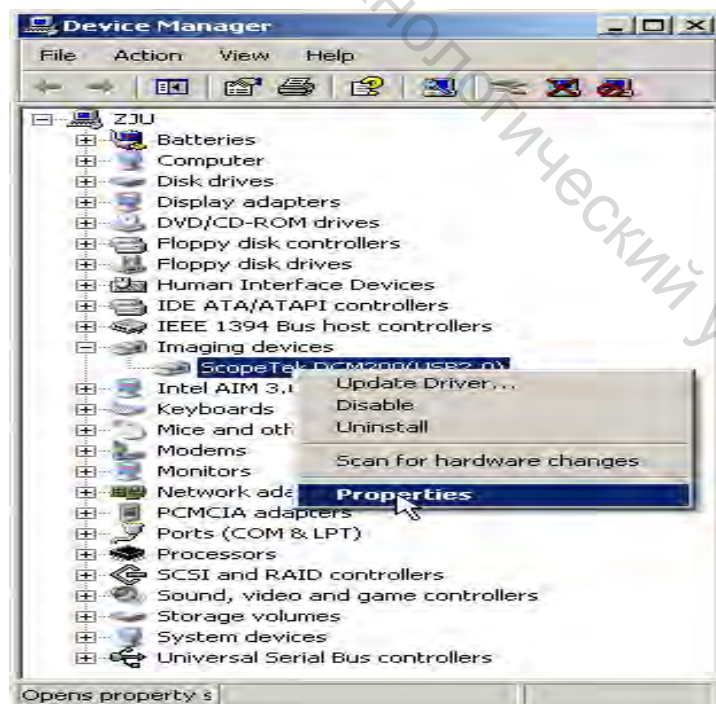 Device Manager
File Action View Help
ZJU
Batteries
Computer
Disk drives
Display adapters
DVD/CD-ROM drives
Floppy disk controllers
Floppy disk drives
Human Interface Devices
IDE ATA/ATAPI controllers
IEEE 1394 Bus host controllers
Imaging devices
ScopeTek DCM200(USB2.0)
Intel AIM 3.
Keyboards
Mice and oth
Modems
Monitors
Network ada
PCMCIA adapters
Ports (COM & LPT)
Processors
SCSI and RAID controllers
Sound, video and game controllers
Storage volumes
System devices
Universal Serial Bus controllers
Update Driver...
Disable
Uninstall
Scan for hardware changes
Properties
Opens property s
нологический у